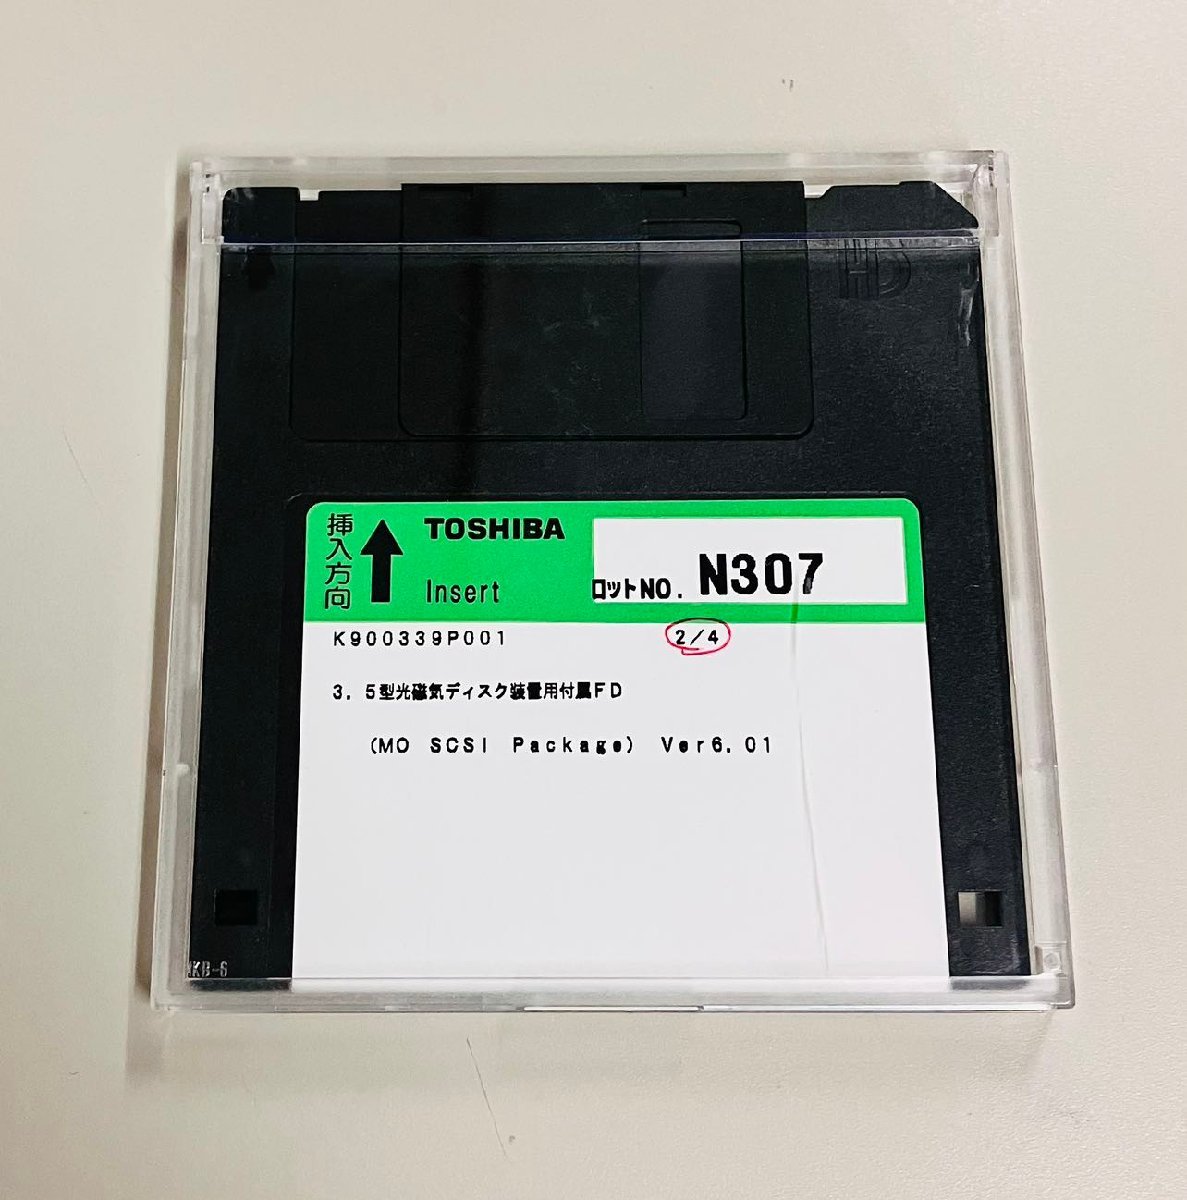 HD
挿入方向
TOSHIBA
Insert
ロットNO. N307
K900339P001 2/4
3.5型光磁気ディスク装置用付属FD
(MO SCSI Package) Ver6.01
KB-6